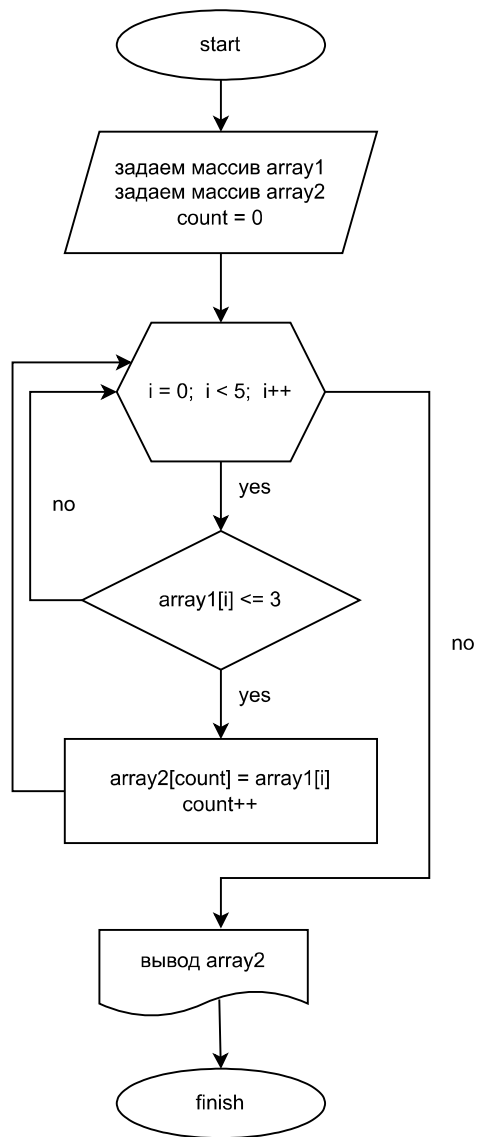 start
задаем массив array1
задаем массив array2
count = 0
i = 0;  i < 5;  i++
yes
no
array1[i] <= 3
no
yes
array2[count] = array1[i]
count++
вывод array2
finish